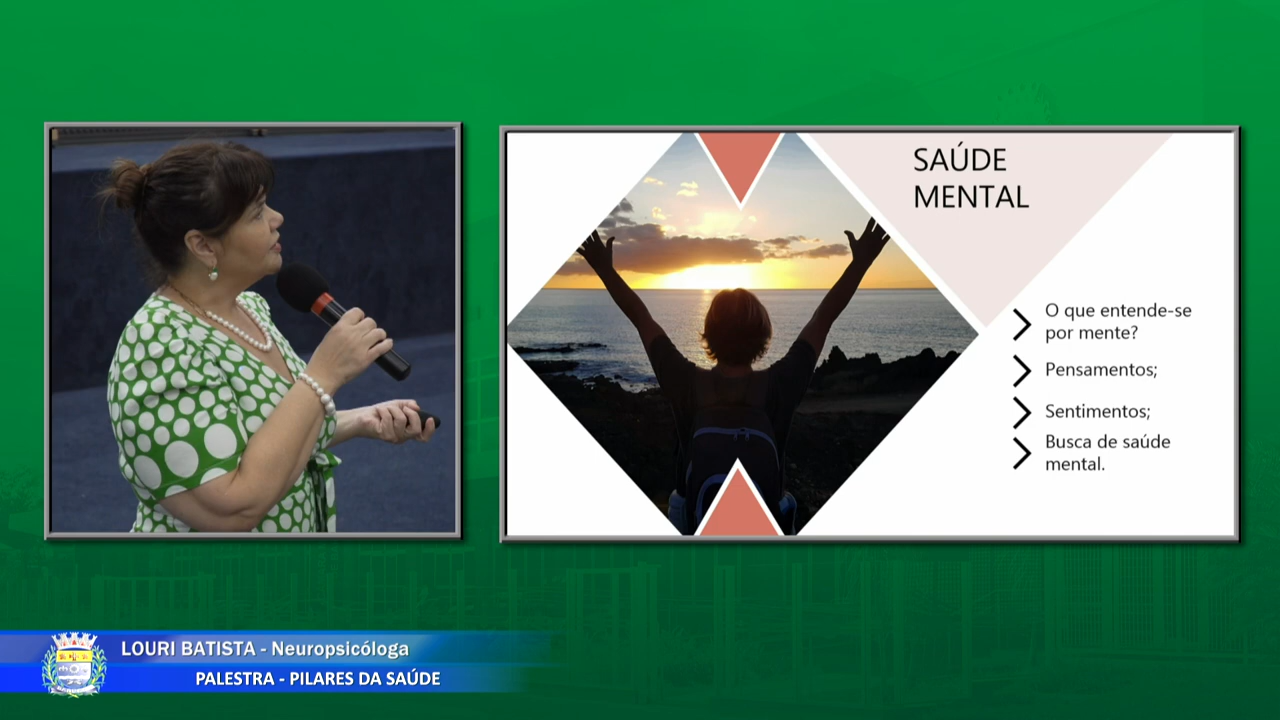 SAÚDE
MENTAL
O que entende-se
por mente?
Pensamentos;
Sentimentos;
Busca de saúde
mental.
LOURI BATISTA - Neuropsicóloga
PALESTRA - PILARES DA SAÚDE